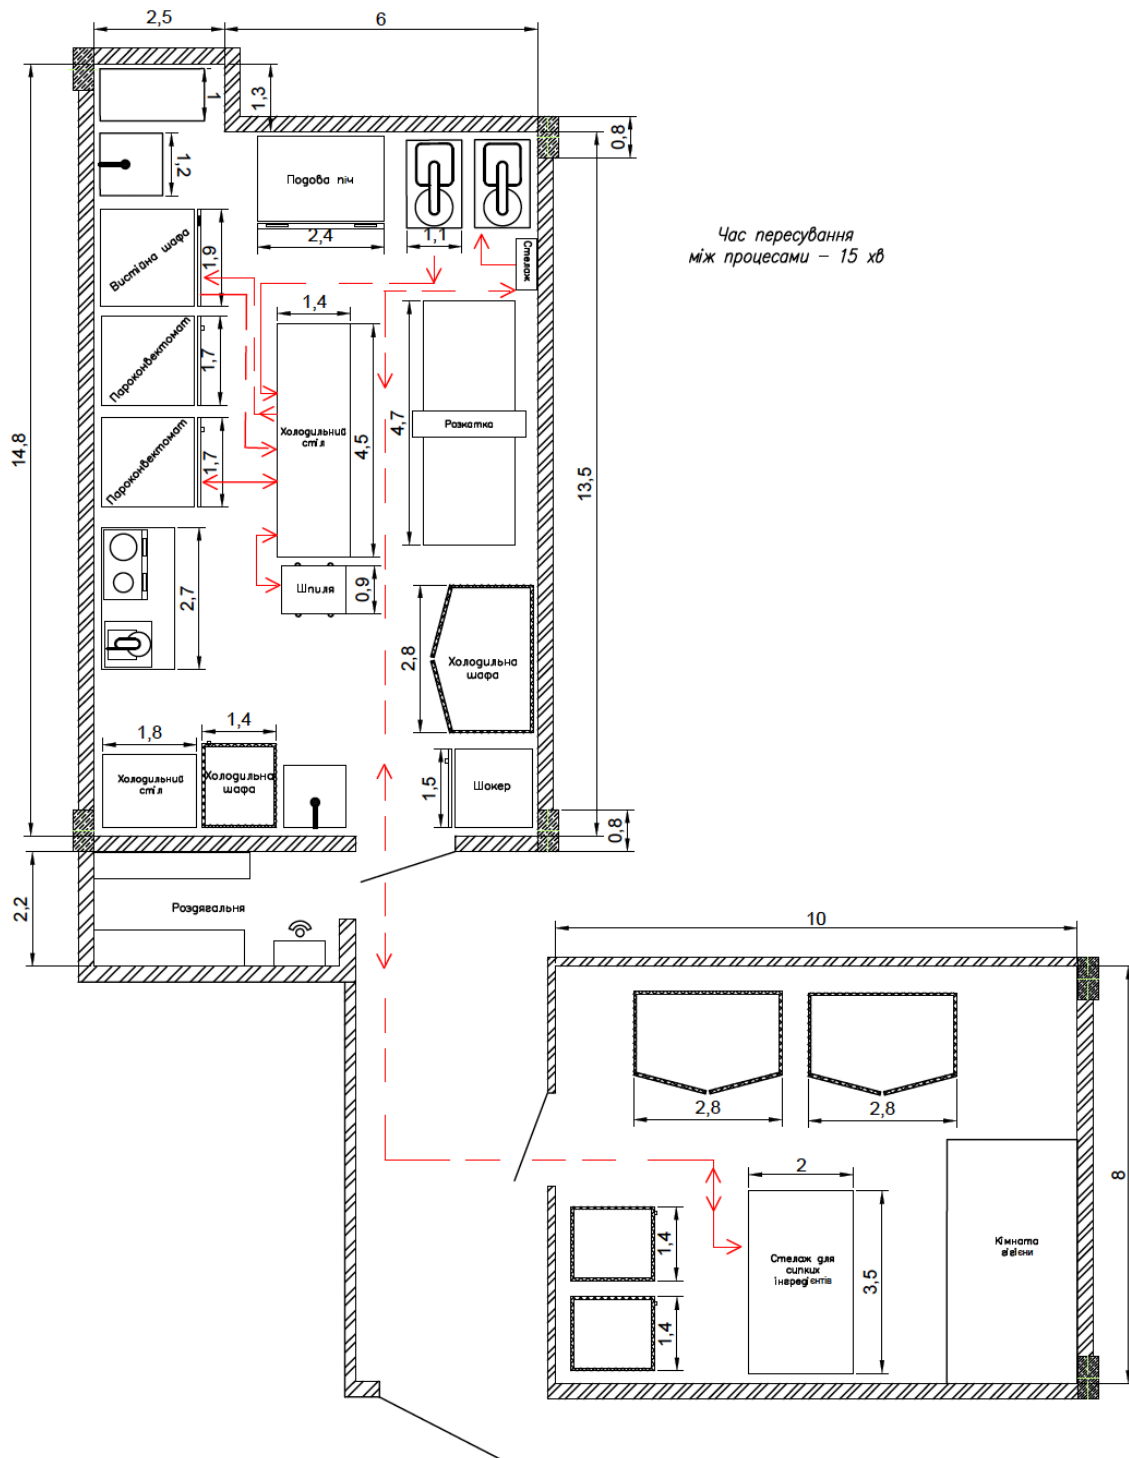 2,5
6
1
1,3
0,8
1,2
Подова піч
2,4
1,1
Стелаж
Час пересування
між процесами – 15 хв
Вистійна шафа
1,9
1,4
Пароконвектомат
1,7
4,7
Розкатка
Холодильний
стіл
4,5
14,8
13,5
Пароконвектомат
1,7
2,7
Шпиля
0,9
2,8
Холодильна
шафа
1,8
1,4
Холодильний
стіл
Холодильна
шафа
1,5
Шокер
0,8
2,2
Роздягальня
10
2,8
2,8
8
2
1,4
Стелаж для
сипких
інгредієнтів
3,5
Кімната
гігієни
1,4